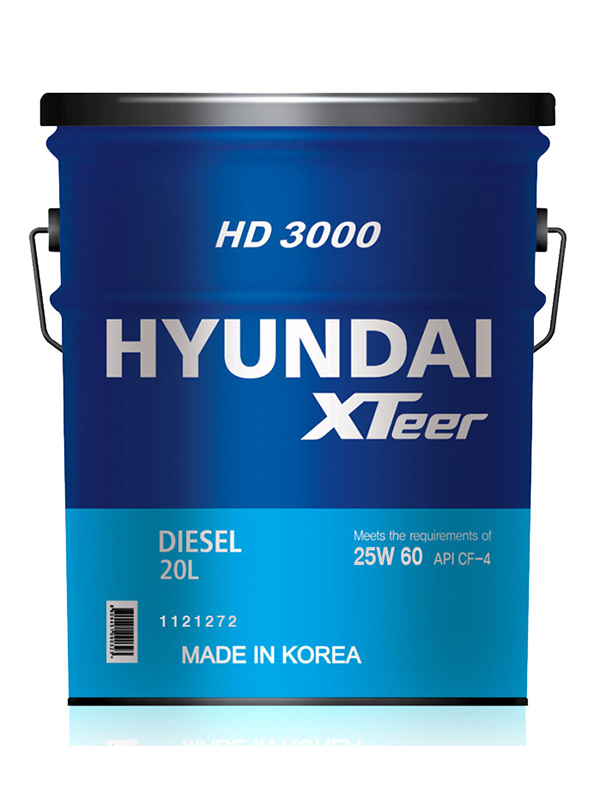 HD 3000
HYUNDAI
XTeer
DIESEL
20L
Meets the requirements of
25W 60 API CF-4
1121272
MADE IN KOREA